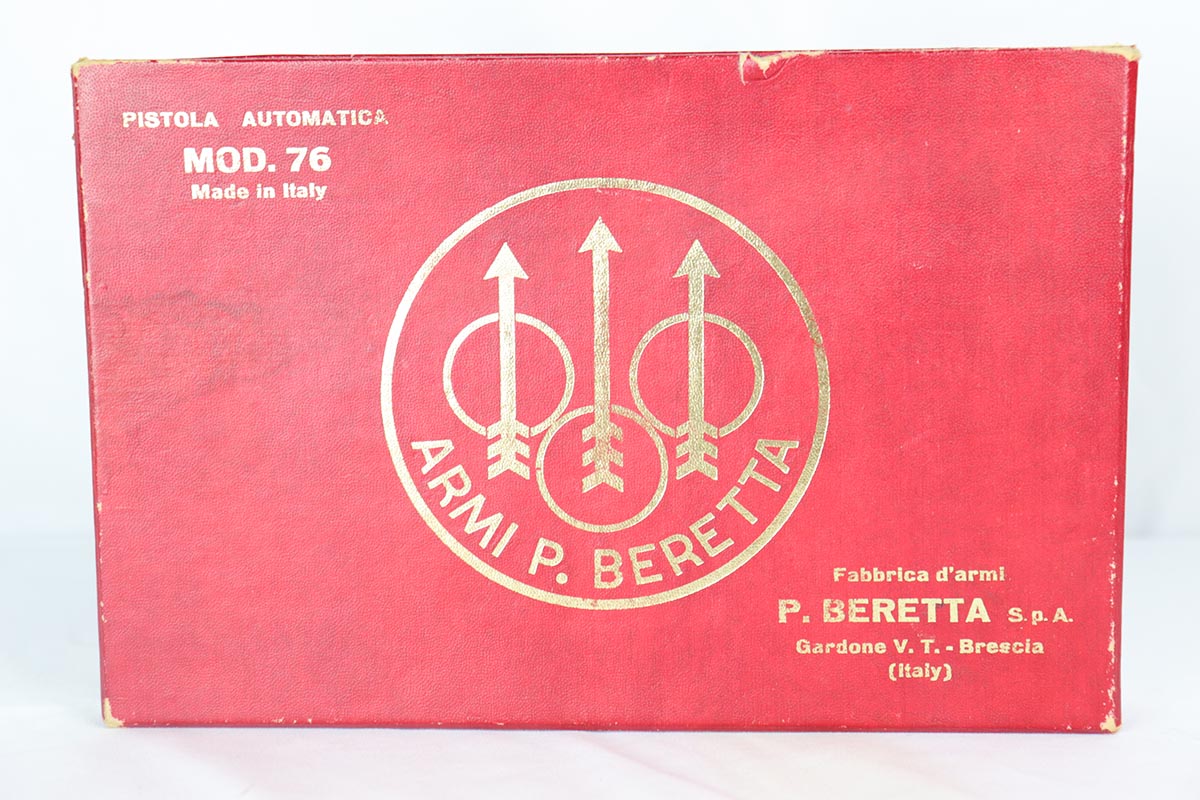 PISTOLA AUTOMATICA
MOD. 76
Made in Italy
ARMI P. BERETTA
Fabbrica d'armi
P. BERETTA S.p.A.
Gardone V. T. - Brescia
(Italy)